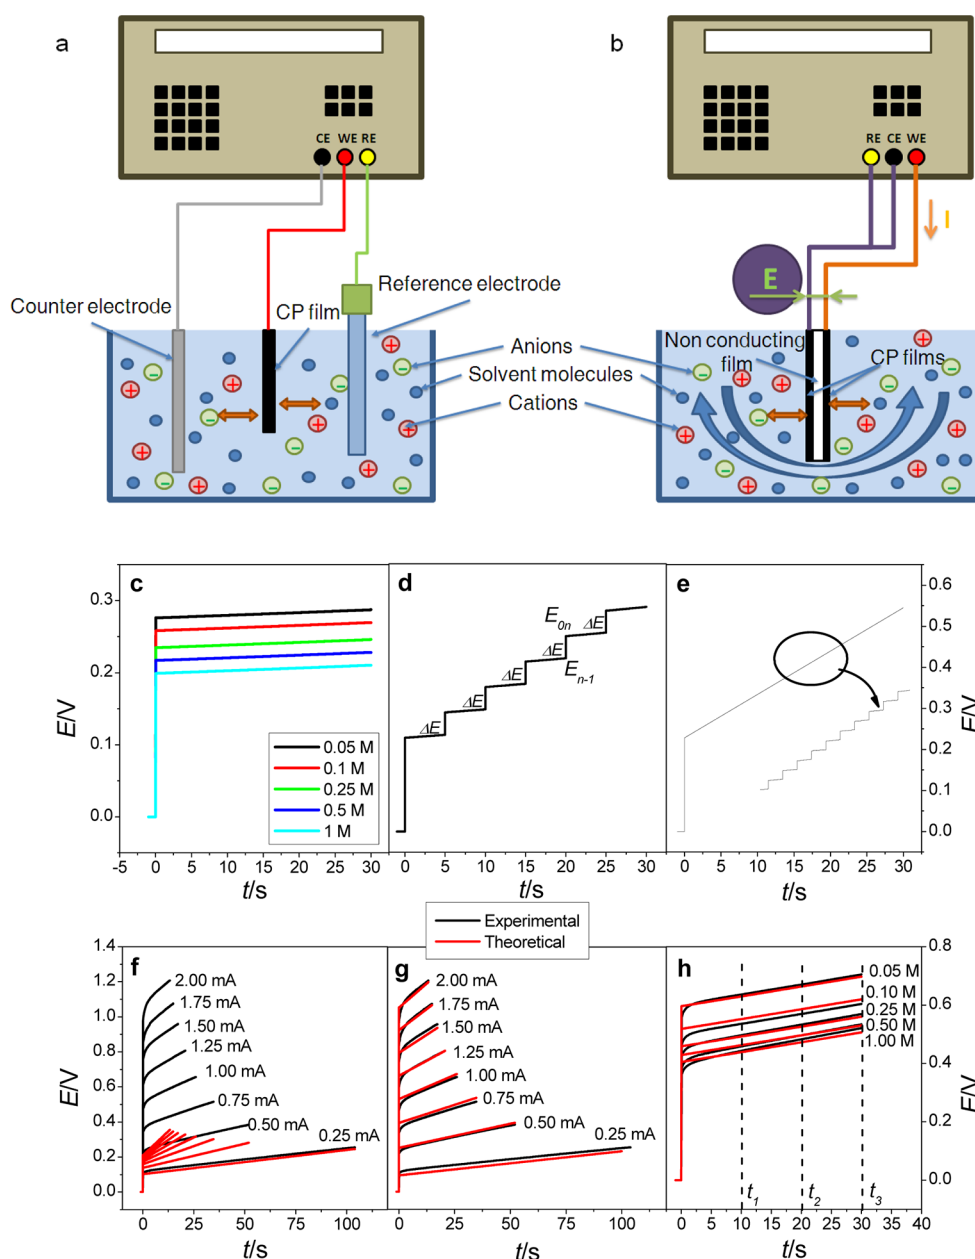 a
CE WE RE
b
RE CE WE
I
E
Counter electrode
CP film
Reference electrode
Anions
Solvent molecules
Cations
Non conducting
film
CP films
c
E/V
0.3
0.2
0.1
0.0
0.05 M
0.1 M
0.25 M
0.5 M
1 M
-5 0 5 10 15 20 25 30
t/s
d
ΔE
ΔE
ΔE
ΔE
ΔE
E0n
En-1
0 5 10 15 20 25 30
t/s
e
0.6
0.5
0.4
0.3
0.2
0.1
0.0
E/V
0 5 10 15 20 25 30
t/s
Experimental
Theoretical
f
E/V
1.4
1.2
1.0
0.8
0.6
0.4
0.2
0.0
2.00 mA
1.75 mA
1.50 mA
1.25 mA
1.00 mA
0.75 mA
0.50 mA
0.25 mA
0 25 50 75 100
t/s
g
2.00 mA
1.75 mA
1.50 mA
1.25 mA
1.00 mA
0.75 mA
0.50 mA
0.25 mA
0 25 50 75 100
t/s
h
0.05 M
0.10 M
0.25 M
0.50 M
1.00 M
t1
t2
t3
0.8
0.6
0.4
0.2
0.0
E/V
0 5 10 15 20 25 30 35 40
t/s